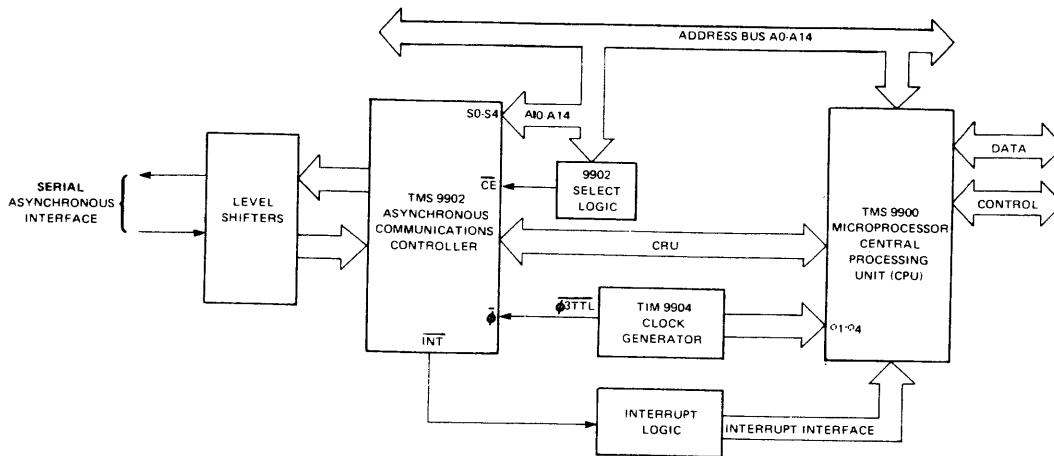 ADDRESS BUS A0-A14
S0-S4
A10-A14
9902
SELECT
LOGIC
CE
DATA
CONTROL
SERIAL
ASYNCHRONOUS
INTERFACE
LEVEL
SHIFTERS
TMS 9902
ASYNCHRONOUS
COMMUNICATIONS
CONTROLLER
TMS 9900
MICROPROCESSOR
CENTRAL
PROCESSING
UNIT (CPU)
CRU
ϕ
ϕ3TTL
TIM 9904
CLOCK
GENERATOR
ϕ1-ϕ4
INT
INTERRUPT
LOGIC
INTERRUPT INTERFACE